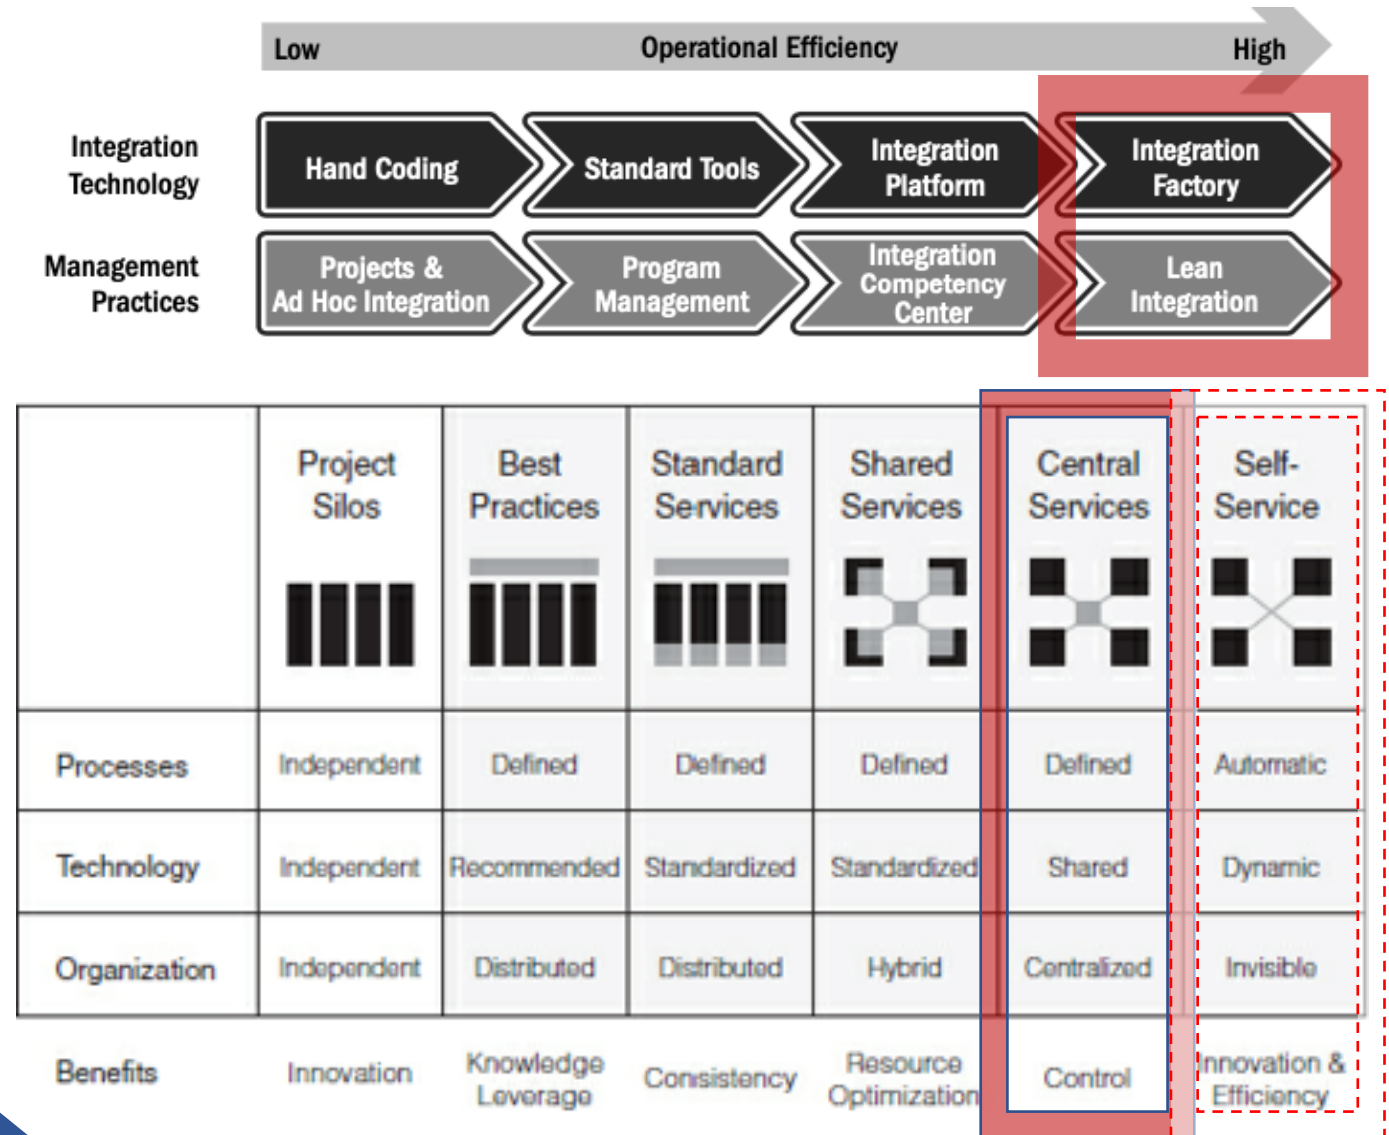 Low Operational Efficiency High
Integration
Technology
Hand Coding
Standard Tools
Integration
Platform
Integration
Factory
Management
Practices
Projects &
Ad Hoc Integration
Program
Management
Integration
Competency
Center
Lean
Integration
Project
Silos
Best
Practices
Standard
Services
Shared
Services
Central
Services
Self-
Service
Processes Independent Defined Defined Defined Defined Automatic
Technology Independent Recommended Standardized Standardized Shared Dynamic
Organization Independent Distributed Distributed Hybrid Centralized Invisible
Benefits
Innovation
Knowledge
Leverage
Consistency
Resource
Optimization
Control
Innovation &
Efficiency